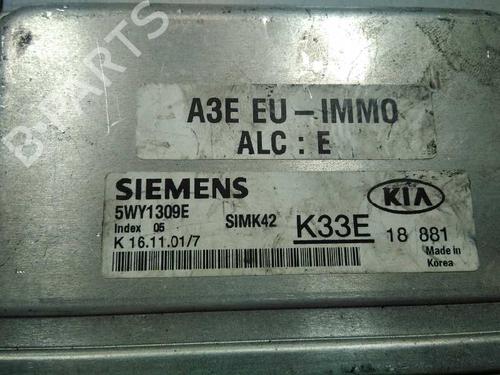 B-PARTS
A3E EU-IMMO
ALC : E
SIEMENS
KIA
5WY1309E
Index 05
SIMK42
K33E
18 881
K 16.11.01/7
Made in
Korea